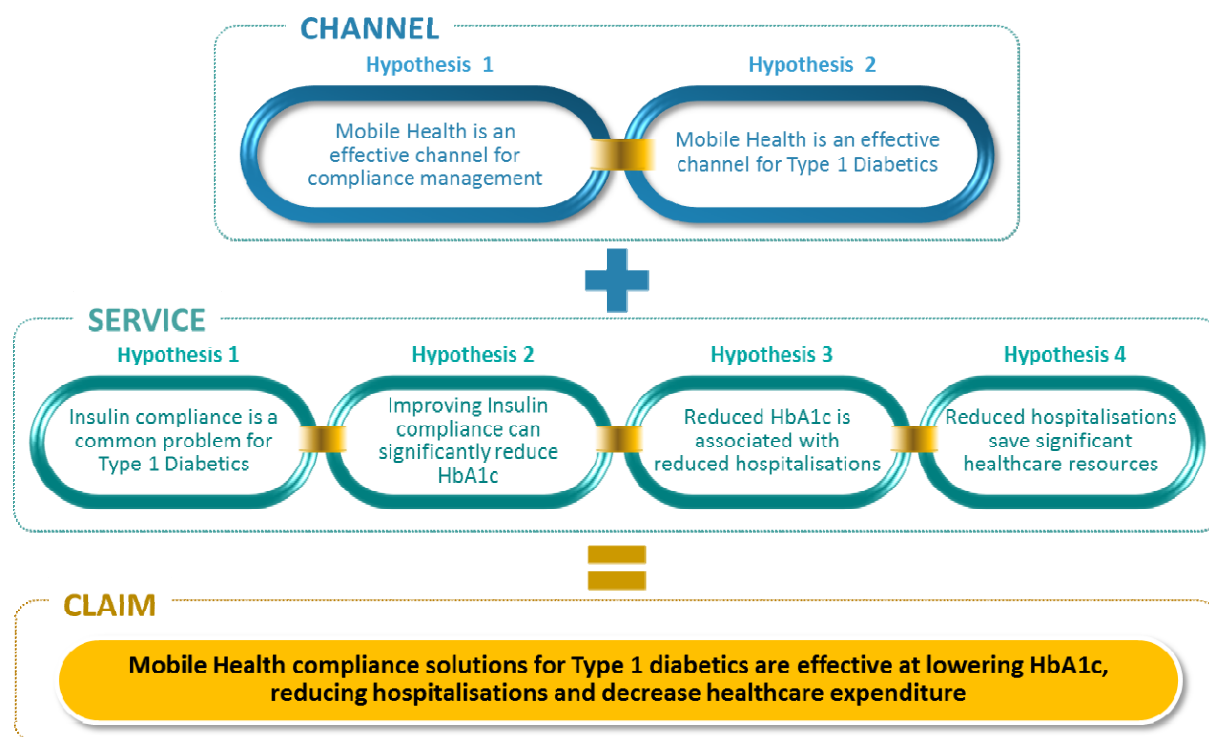 CHANNEL
Hypothesis 1
Mobile Health is an
effective channel for
compliance management
Hypothesis 2
Mobile Health is an effective
channel for Type 1 Diabetics
SERVICE
Hypothesis 1
Insulin compliance is a
common problem for
Type 1 Diabetics
Hypothesis 2
Improving Insulin
compliance can
significantly reduce
HbA1c
Hypothesis 3
Reduced HbA1c is
associated with
reduced hospitalisations
Hypothesis 4
Reduced hospitalisations
save significant
healthcare resources
CLAIM
Mobile Health compliance solutions for Type 1 diabetics are effective at lowering HbA1c,
reducing hospitalisations and decrease healthcare expenditure